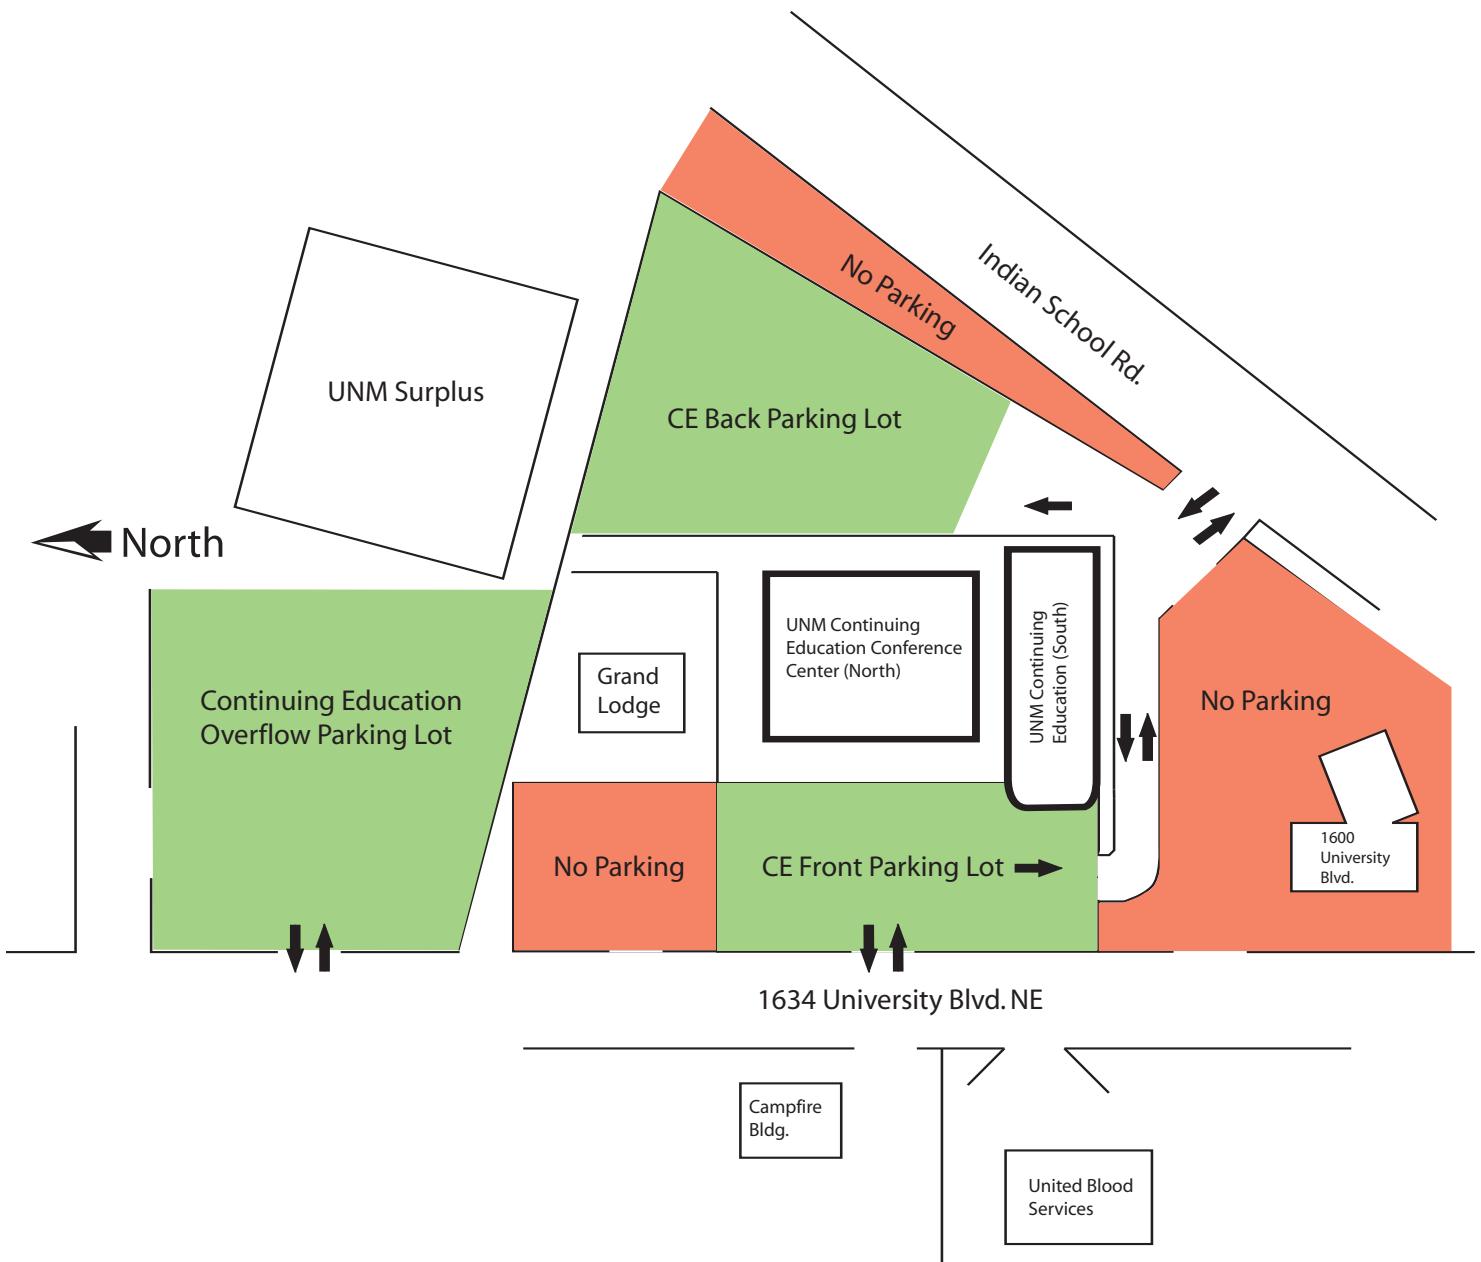 Indian School Rd.
No Parking
UNM Surplus
CE Back Parking Lot
North
UNM Continuing
Education Conference
Center (North)
UNM Continuing
Education (South)
Grand
Lodge
Continuing Education
Overflow Parking Lot
No Parking
No Parking
CE Front Parking Lot
1600
University
Blvd.
1634 University Blvd. NE
Campfire
Bldg.
United Blood
Services